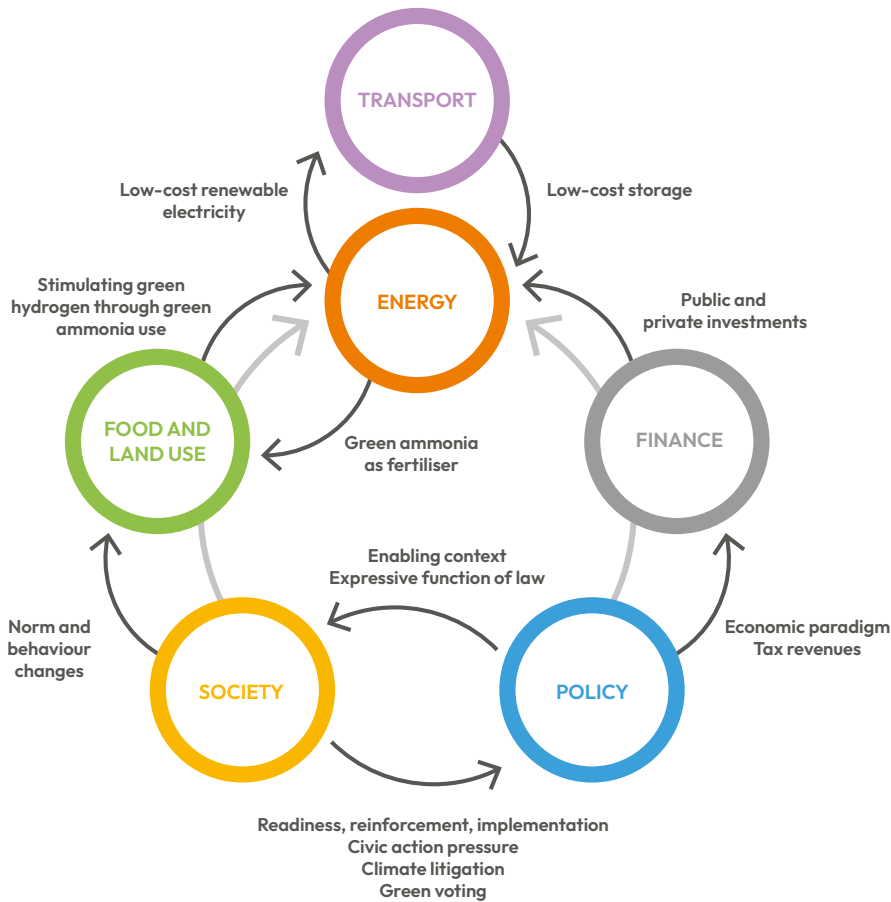 TRANSPORT
Low-cost renewable
electricity
Low-cost storage
Stimulating green
hydrogen through green
ammonia use
ENERGY
Public and
private investments
FOOD AND
LAND USE
Green ammonia
as fertiliser
FINANCE
Enabling context
Expressive function of law
Norm and
behaviour
changes
Economic paradigm
Tax revenues
SOCIETY
POLICY
Readiness, reinforcement, implementation
Civic action pressure
Climate litigation
Green voting